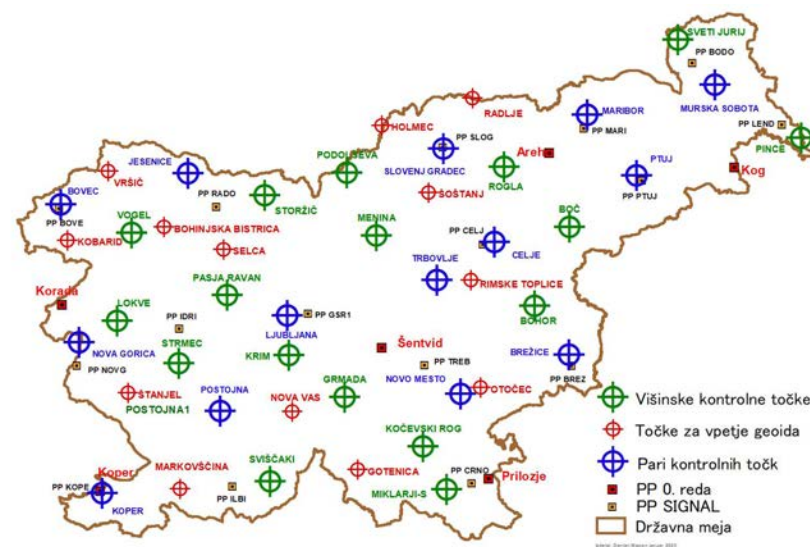 SVETI JURIJ
PP BODO
MURSKA SOBOTA
RADLJE
HOLMEC
MARIBOR
PP MARI
PP LEND
PINCE
PP SLOG
SLOVENJ GRADEC
Areh
ROGLA
PTUJ
PP PTUJ
Kog
JESENICE
VRŠIČ
PODOLŠEVA
ŠOŠTANJ
BOVEC
PP BOVE
PP RADO
STORŽIČ
VOGEL
BOHINJSKA BISTRICA
KOBARID
SELCA
MENINA
BOČ
PP CELJ
CELJE
TRBOVLJE
RIMSKE TOPLICE
PASJA RAVAN
Korada
LOKVE
PP IDRI
PP GSR1
LJUBLJANA
BOHOR
NOVA GORICA
STRMEC
KRIM
Šentvid
PP NOVG
PP TREB
BREŽICE
PP BREZ
ŠTANJEL
POSTOJNA
POSTOJNA1
NOVA VAS
GRMADA
NOVO MESTO
OTOČEC
KOČEVSKI ROG
Koper
PP KOPE
KOPER
MARKOVŠČINA
PP ILBI
SVIŠČAKI
GOTENICA
PP CRNO
Prilozje
MIKLARJI-S
Višinske kontrolne točke
Točke za vpetje geoida
Pari kontrolnih točk
PP 0. reda
PP SIGNAL
Državna meja